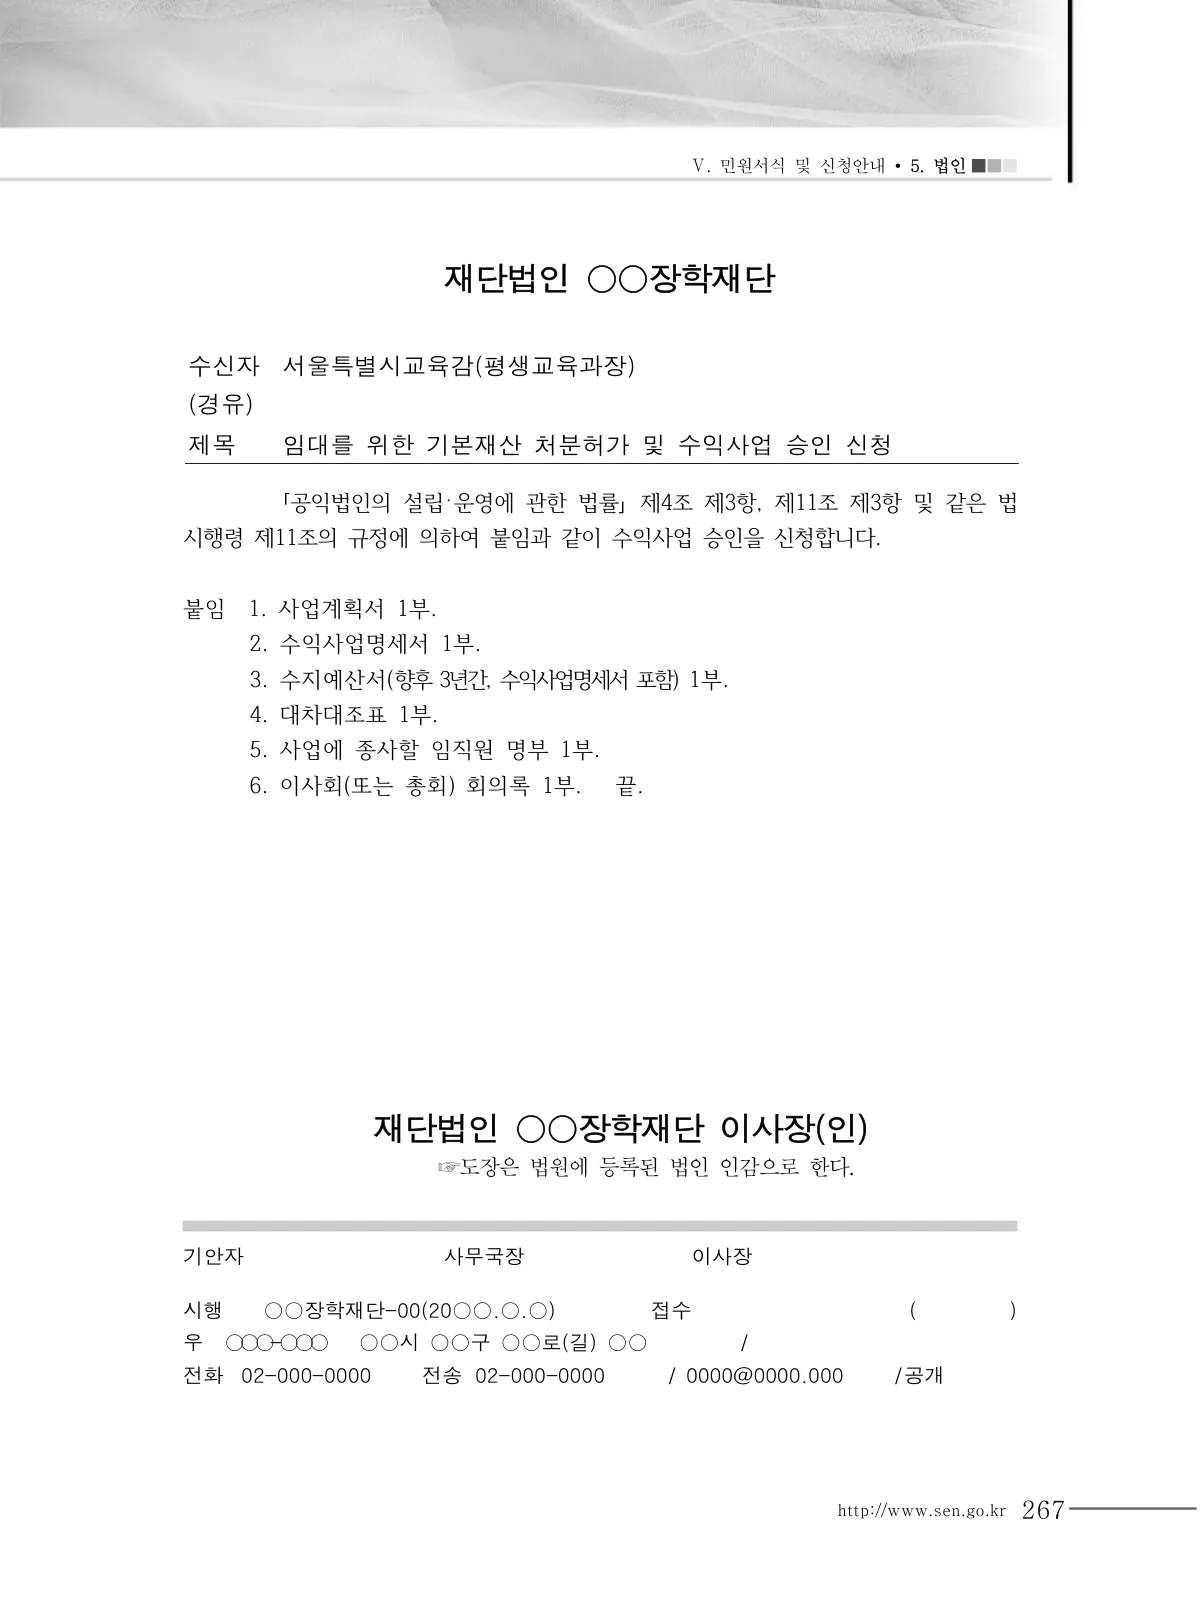 Ⅴ. 민원서식 및 신청안내 • 5. 법인
재단법인 ○○장학재단
수신자 서울특별시교육감(평생교육과장)
(경유)
제목 임대를 위한 기본재산 처분허가 및 수익사업 승인 신청
「공익법인의 설립·운영에 관한 법률」 제4조 제3항, 제11조 제3항 및 같은 법
시행령 제11조의 규정에 의하여 붙임과 같이 수익사업 승인을 신청합니다.
붙임 1. 사업계획서 1부.
2. 수익사업명세서 1부.
3. 수지예산서(향후 3년간, 수익사업명세서 포함) 1부.
4. 대차대조표 1부.
5. 사업에 종사할 임직원 명부 1부.
6. 이사회(또는 총회) 회의록 1부. 끝.
재단법인 ○○장학재단 이사장(인)
☞도장은 법원에 등록된 법인 인감으로 한다.
기안자 사무국장 이사장
시행 ○○장학재단-00(20○○.○.○) 접수 ( )
우 ○○○-○○○ ○○시 ○○구 ○○로(길) ○○ /
전화 02-000-0000 전송 02-000-0000 / 0000@0000.000 /공개
http://www.sen.go.kr 267